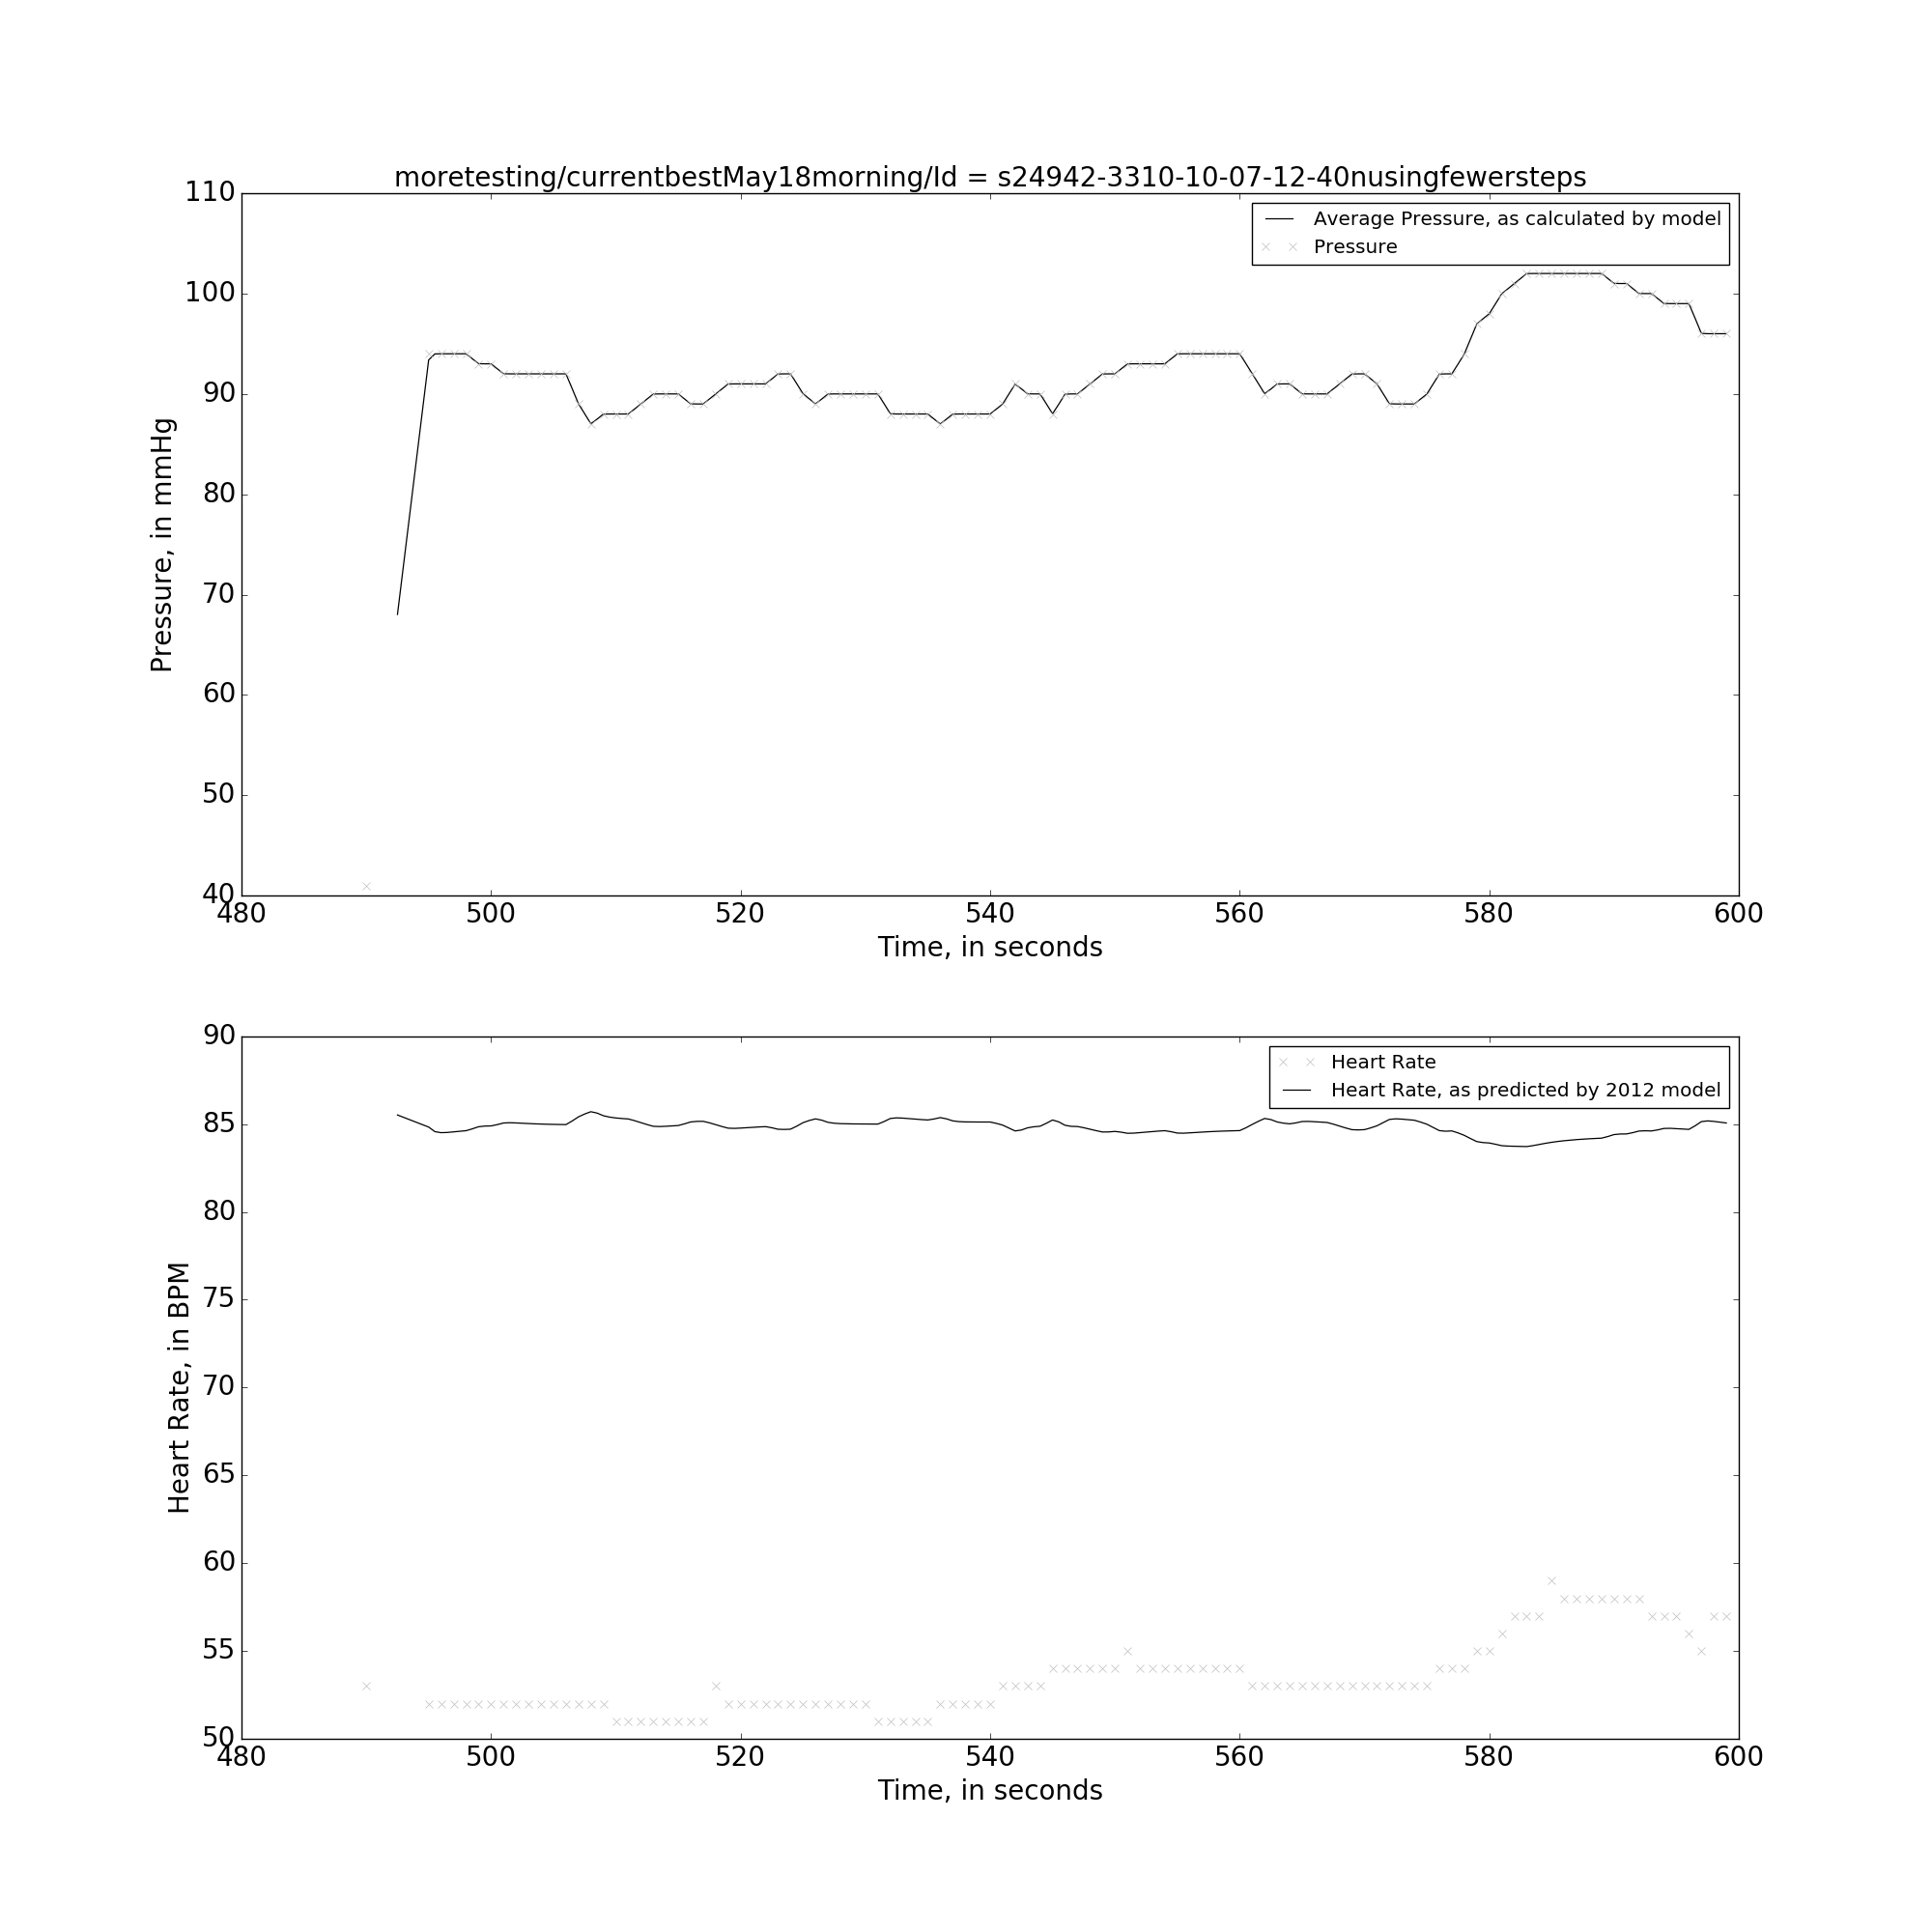 moretesting/currentbestMay18morning/Id = s24942-3310-10-07-12-40nusingfewersteps
110
100
90
80
70
60
50
40
Pressure, in mmHg
Average Pressure, as calculated by model
Pressure
480 500 520 540 560 580 600
Time, in seconds
90
85
80
75
70
65
60
55
50
Heart Rate, in BPM
Heart Rate
Heart Rate, as predicted by 2012 model
480 500 520 540 560 580 600
Time, in seconds